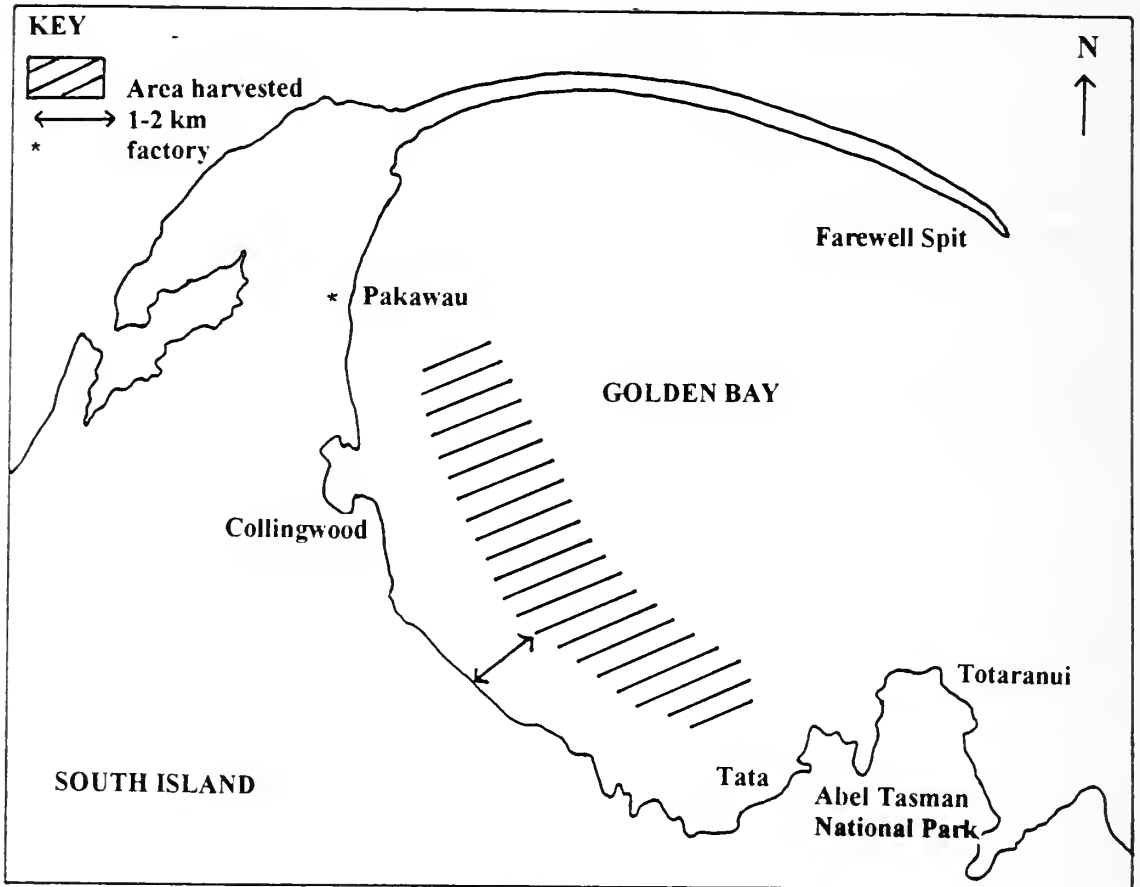 KEY
N
Area harvested
1-2 km
* factory
Farewell Spit
* Pakawau
GOLDEN BAY
Collingwood
Totaranui
SOUTH ISLAND
Tata
Abel Tasman
National Park